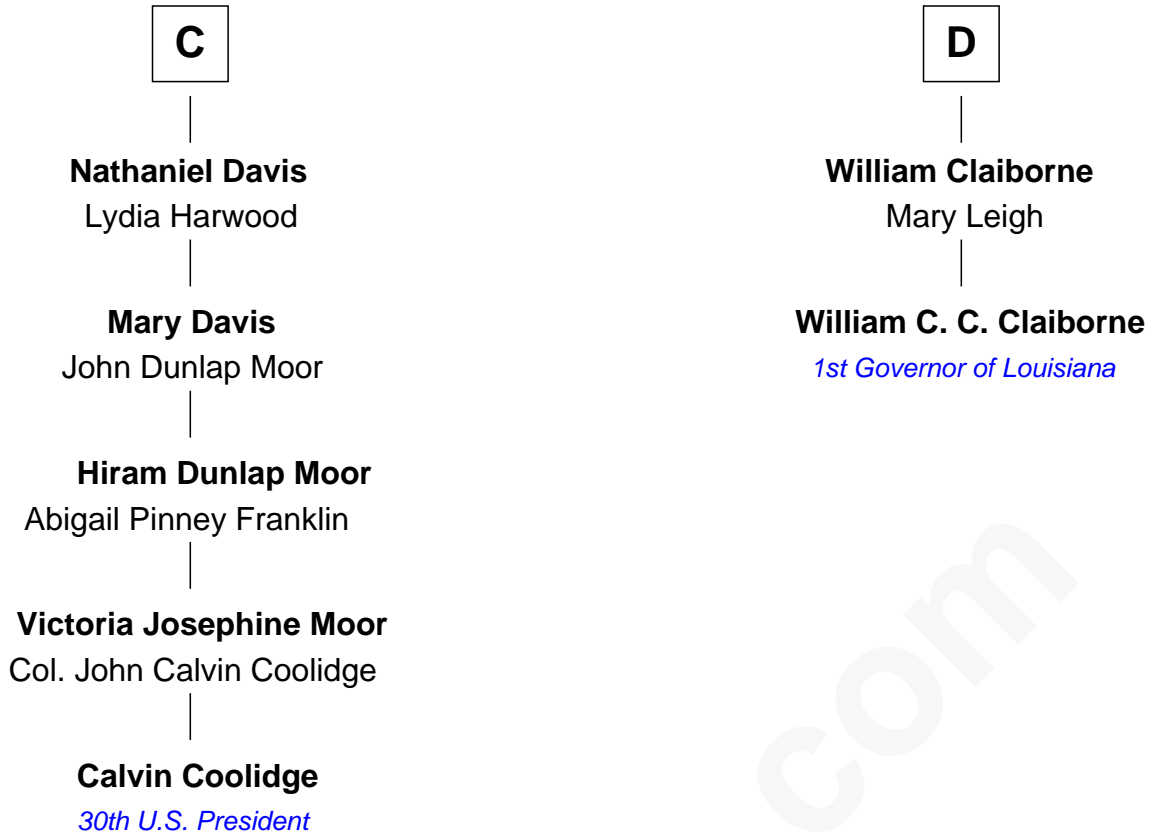 C
Nathaniel Davis
Lydia Harwood
Mary Davis
John Dunlap Moor
Hiram Dunlap Moor
Abigail Pinney Franklin
Victoria Josephine Moor
Col. John Calvin Coolidge
Calvin Coolidge
30th U.S. President
D
William Claiborne
Mary Leigh
William C. C. Claiborne
1st Governor of Louisiana
com